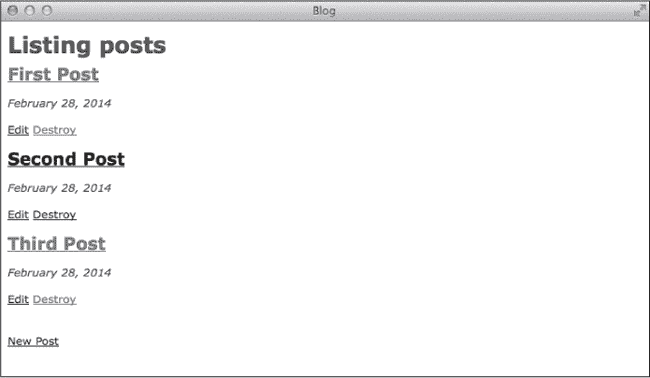 Blog
Listing posts
First Post
February 28, 2014
Edit Destroy
Second Post
February 28, 2014
Edit Destroy
Third Post
February 28, 2014
Edit Destroy
New Post